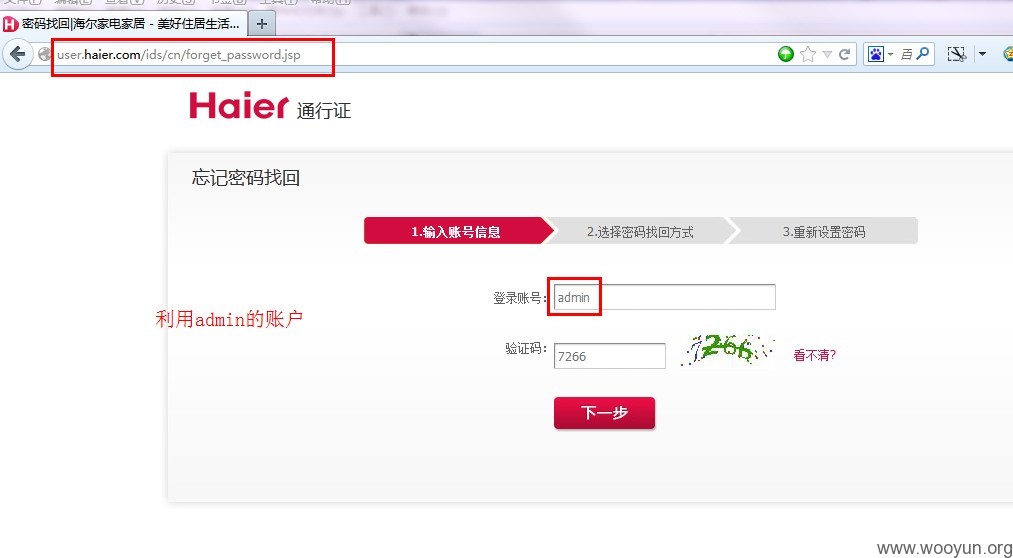 密码找回|海尔家电家居 - 美好住居生活...
user.haier.com/ids/cn/forget_password.jsp
百
Haier 通行证
忘记密码找回
1.输入账号信息 2.选择密码找回方式 3.重新设置密码
登录账号: admin
利用admin的账户
验证码: 7266 7266 看不清?
下一步
www.wooyun.org